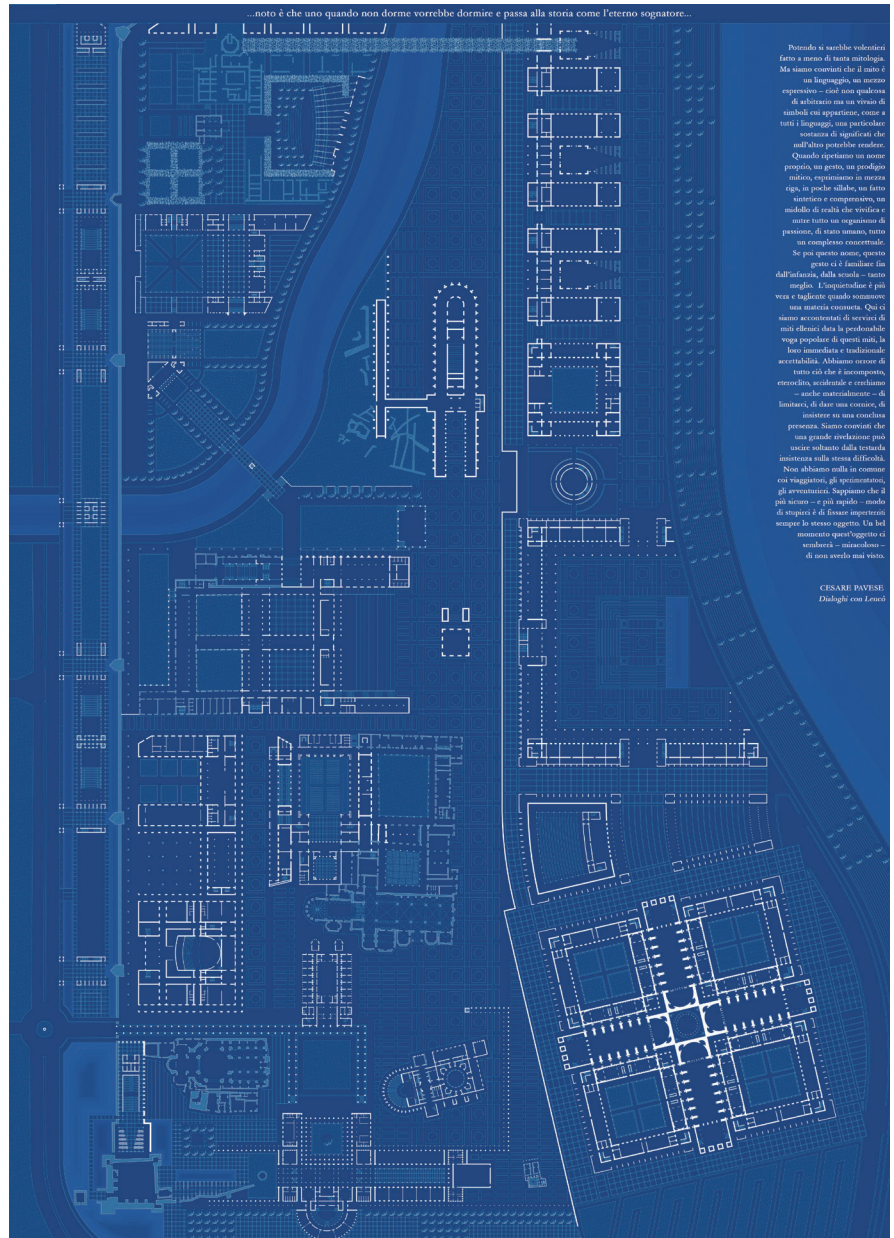 ...noto è che uno quando non dorme vorrebbe dormire e passa alla storia come l'eterno sognatore...
Potendo si sarebbe volentieri
fatto a meno di tanta mitologia.
Ma siamo convinti che il mito è
un linguaggio, un mezzo
espressivo – cioè non qualcosa
di arbitrario ma un vivaio di
simboli cui appartiene, come a
tutti i linguaggi, una particolare
sostanza di significati che
null'altro potrebbe rendere.
Quando ripetiamo un nome
proprio, un gesto, un prodigio
mitico, esprimiamo in mezza
riga, in poche sillabe, un fatto
sintetico e comprensivo, un
midollo di realtà che vivifica e
nutre tutto un organismo di
passione, di stato umano, tutto
un complesso concettuale.
Se poi questo nome, questo
gesto ci è familiare fin
dall'infanzia, dalla scuola – tanto
meglio. L'inquietudine è più
vera e tagliente quando sommuove
una materia consueta. Qui ci
siamo accontentati di servirci di
miti ellenici data la perdonabile
voga popolare di questi miti, la
loro immediata e tradizionale
accettabilità. Abbiamo orrore di
tutto ciò che è incomposto,
eteroclito, accidentale e cerchiamo
– anche materialmente – di
limitarci, di dare una cornice, di
insistere su una conclusa
presenza. Siamo convinti che
una grande rivelazione può
uscire soltanto dalla testarda
insistenza sulla stessa difficoltà.
Non abbiamo nulla in comune
coi viaggiatori, gli sperimentatori,
gli avventurieri. Sappiamo che il
più sicuro – e più rapido – modo
di stupirci è di fissare imperterriti
sempre lo stesso oggetto. Un bel
momento quest'oggetto ci
sembrerà – miracoloso –
di non averlo mai visto.
CESARE PAVESE
Dialoghi con Leucò